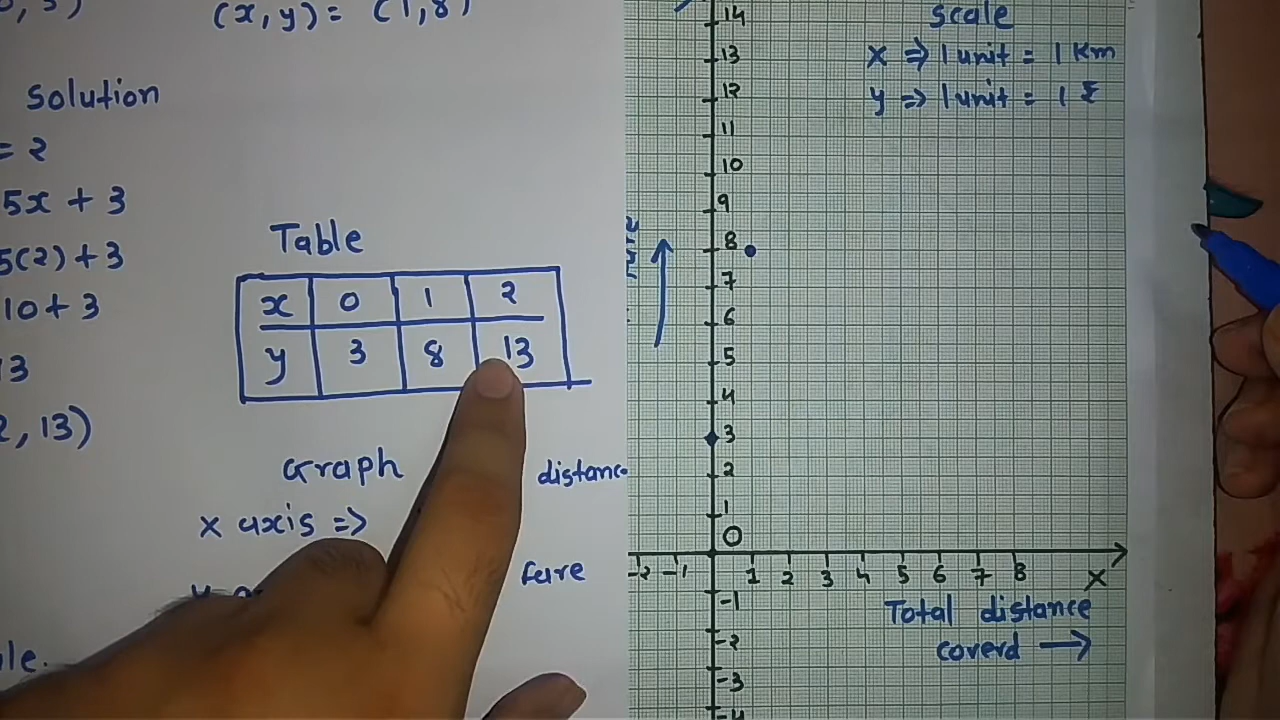 (x,y) = (1,8)
Solution
= 2
5x + 3
5(2)+3
10+ 3
13
2, 13)
Table
x 0 1 2
y 3 8 13
Graph
distance
x axis =>
fare
14
13
12
11
10
9
8
7
6
5
4
3
2
1
0
-2 -1 1 2 3 4 5 6 7 8 X
-1
-2
-3
-4
Scale
x => 1 unit = 1 Km
y => 1 unit = 1 ₹
Total distance
coverd →